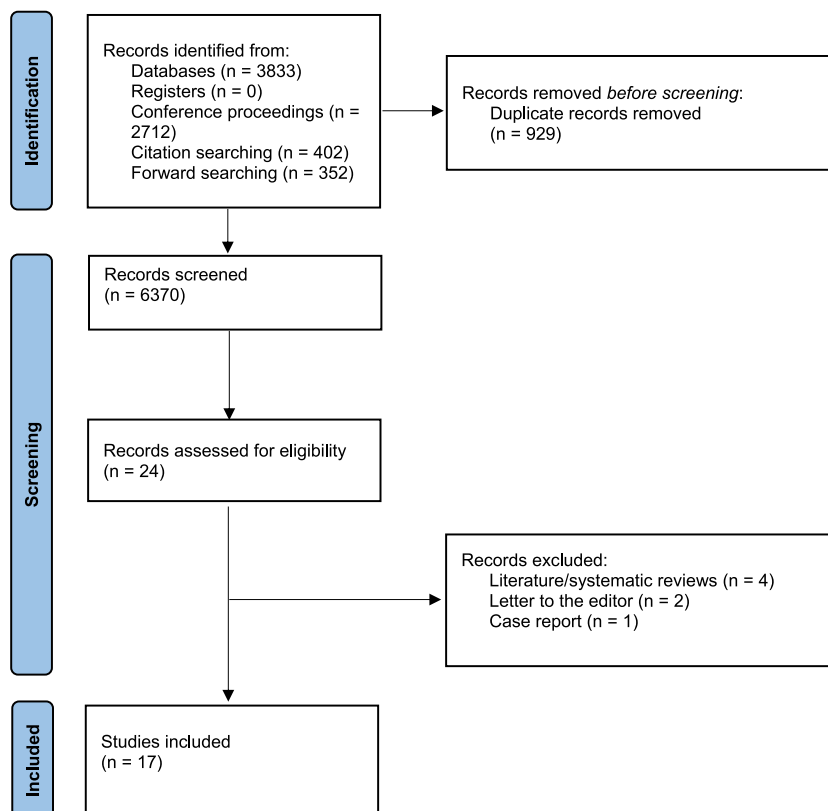 Identification
Records identified from:
Databases (n = 3833)
Registers (n = 0)
Conference proceedings (n =
2712)
Citation searching (n = 402)
Forward searching (n = 352)
Records removed before screening:
Duplicate records removed
(n = 929)
Screening
Records screened
(n = 6370)
Records assessed for eligibility
(n = 24)
Records excluded:
Literature/systematic reviews (n = 4)
Letter to the editor (n = 2)
Case report (n = 1)
Included
Studies included
(n = 17)